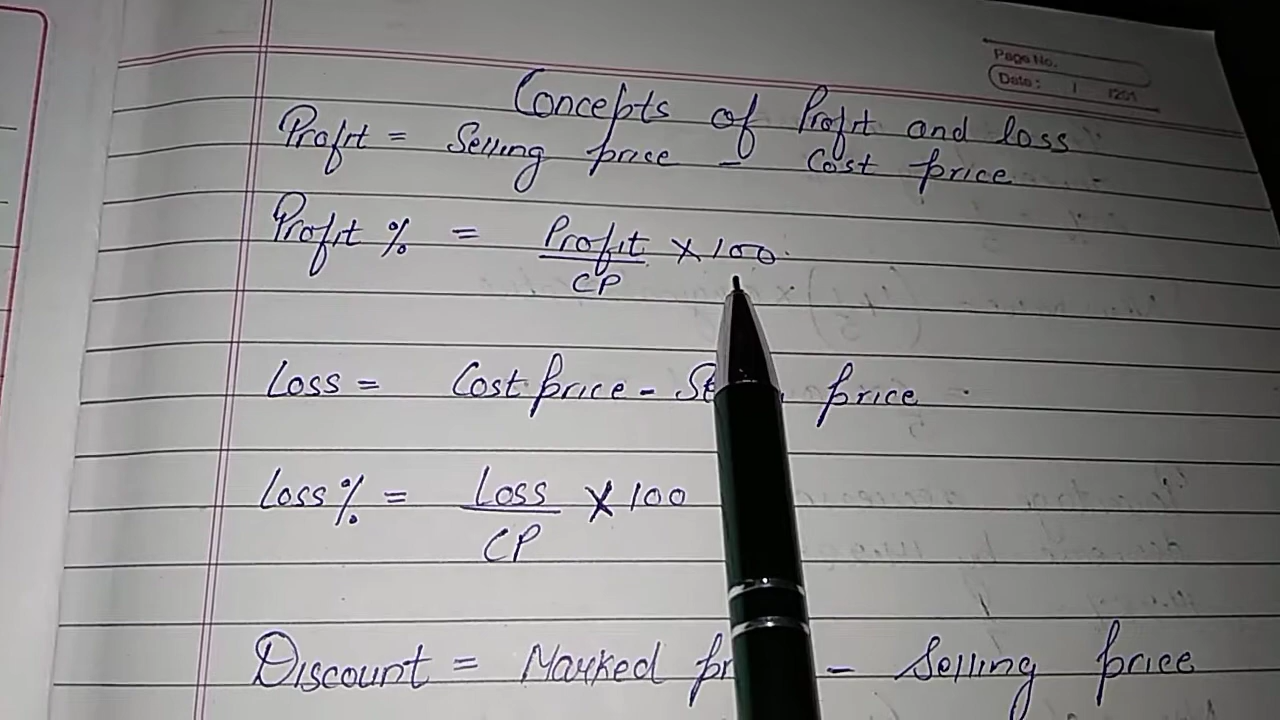 Page No.
Date: / /201
Concepts of Profit and loss
Profit = Selling price - Cost price
Profit % = Profit/CP × 100
Loss = Cost price - price
Loss % = Loss/CP × 100
Discount = Marked - Selling price